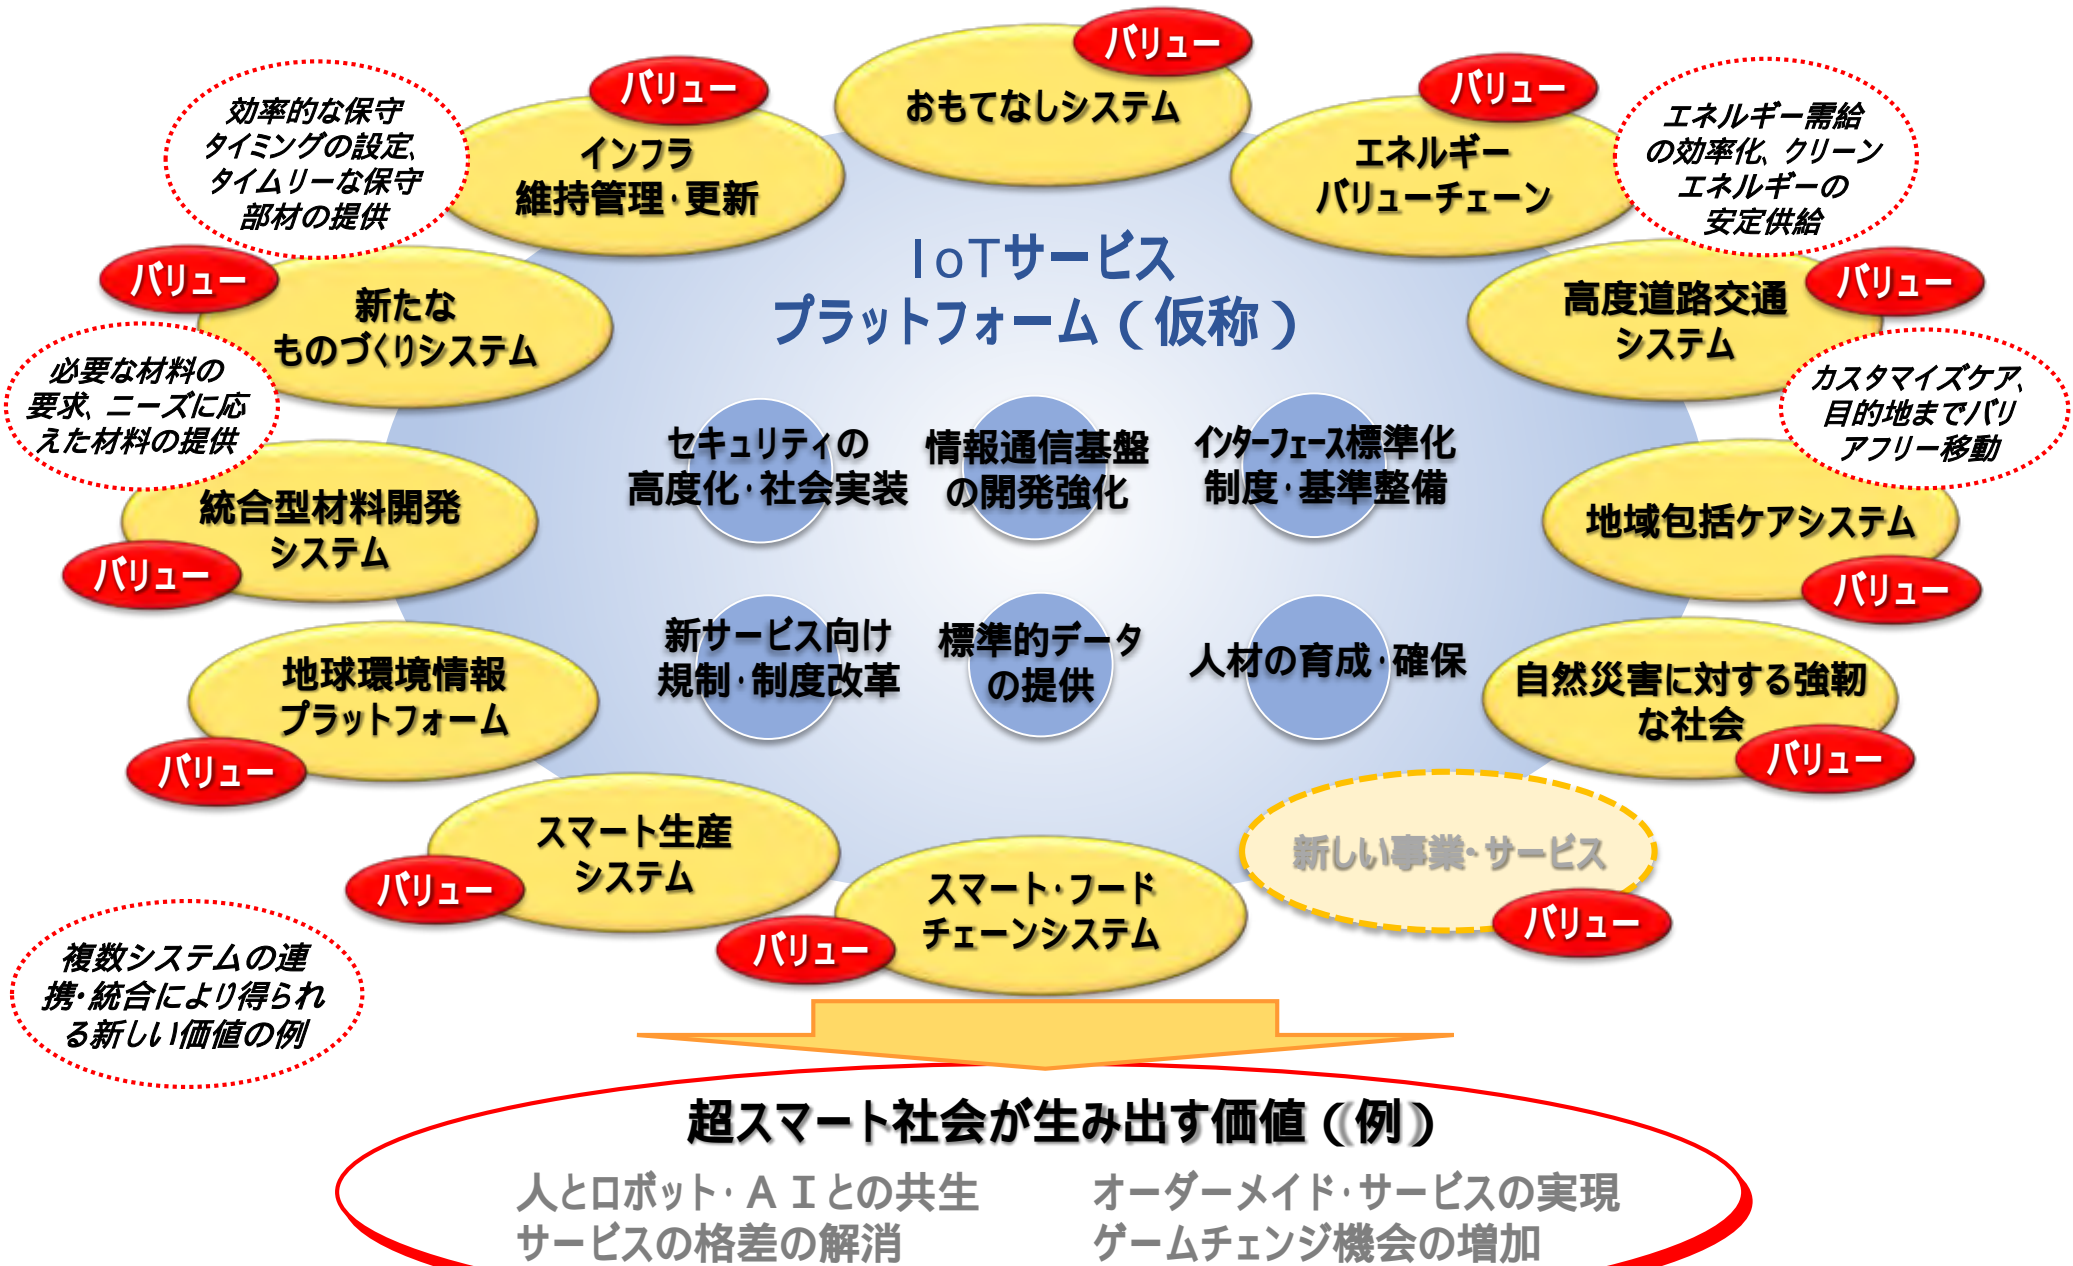 バリュー
おもてなしシステム
バリュー
インフラ
維持管理・更新
バリュー
エネルギー
バリューチェーン
効率的な保守
タイミングの設定、
タイムリーな保守
部材の提供
エネルギー需給
の効率化、クリーン
エネルギーの
安定供給
IoTサービス
プラットフォーム（仮称）
バリュー
新たな
ものづくりシステム
バリュー
高度道路交通
システム
必要な材料の
要求、ニーズに応
えた材料の提供
カスタマイズケア、
目的地までバリ
アフリー移動
セキュリティの
高度化・社会実装
情報通信基盤
の開発強化
インターフェース標準化
制度・基準整備
統合型材料開発
システム
バリュー
地域包括ケアシステム
バリュー
新サービス向け
規制・制度改革
標準的データ
の提供
人材の育成・確保
地球環境情報
プラットフォーム
バリュー
自然災害に対する強靭
な社会
バリュー
スマート生産
システム
バリュー
スマート・フード
チェーンシステム
バリュー
新しい事業・サービス
バリュー
複数システムの連
携・統合により得られ
る新しい価値の例
超スマート社会が生み出す価値（例）
人とロボット・ＡＩとの共生
オーダーメイド・サービスの実現
サービスの格差の解消
ゲームチェンジ機会の増加